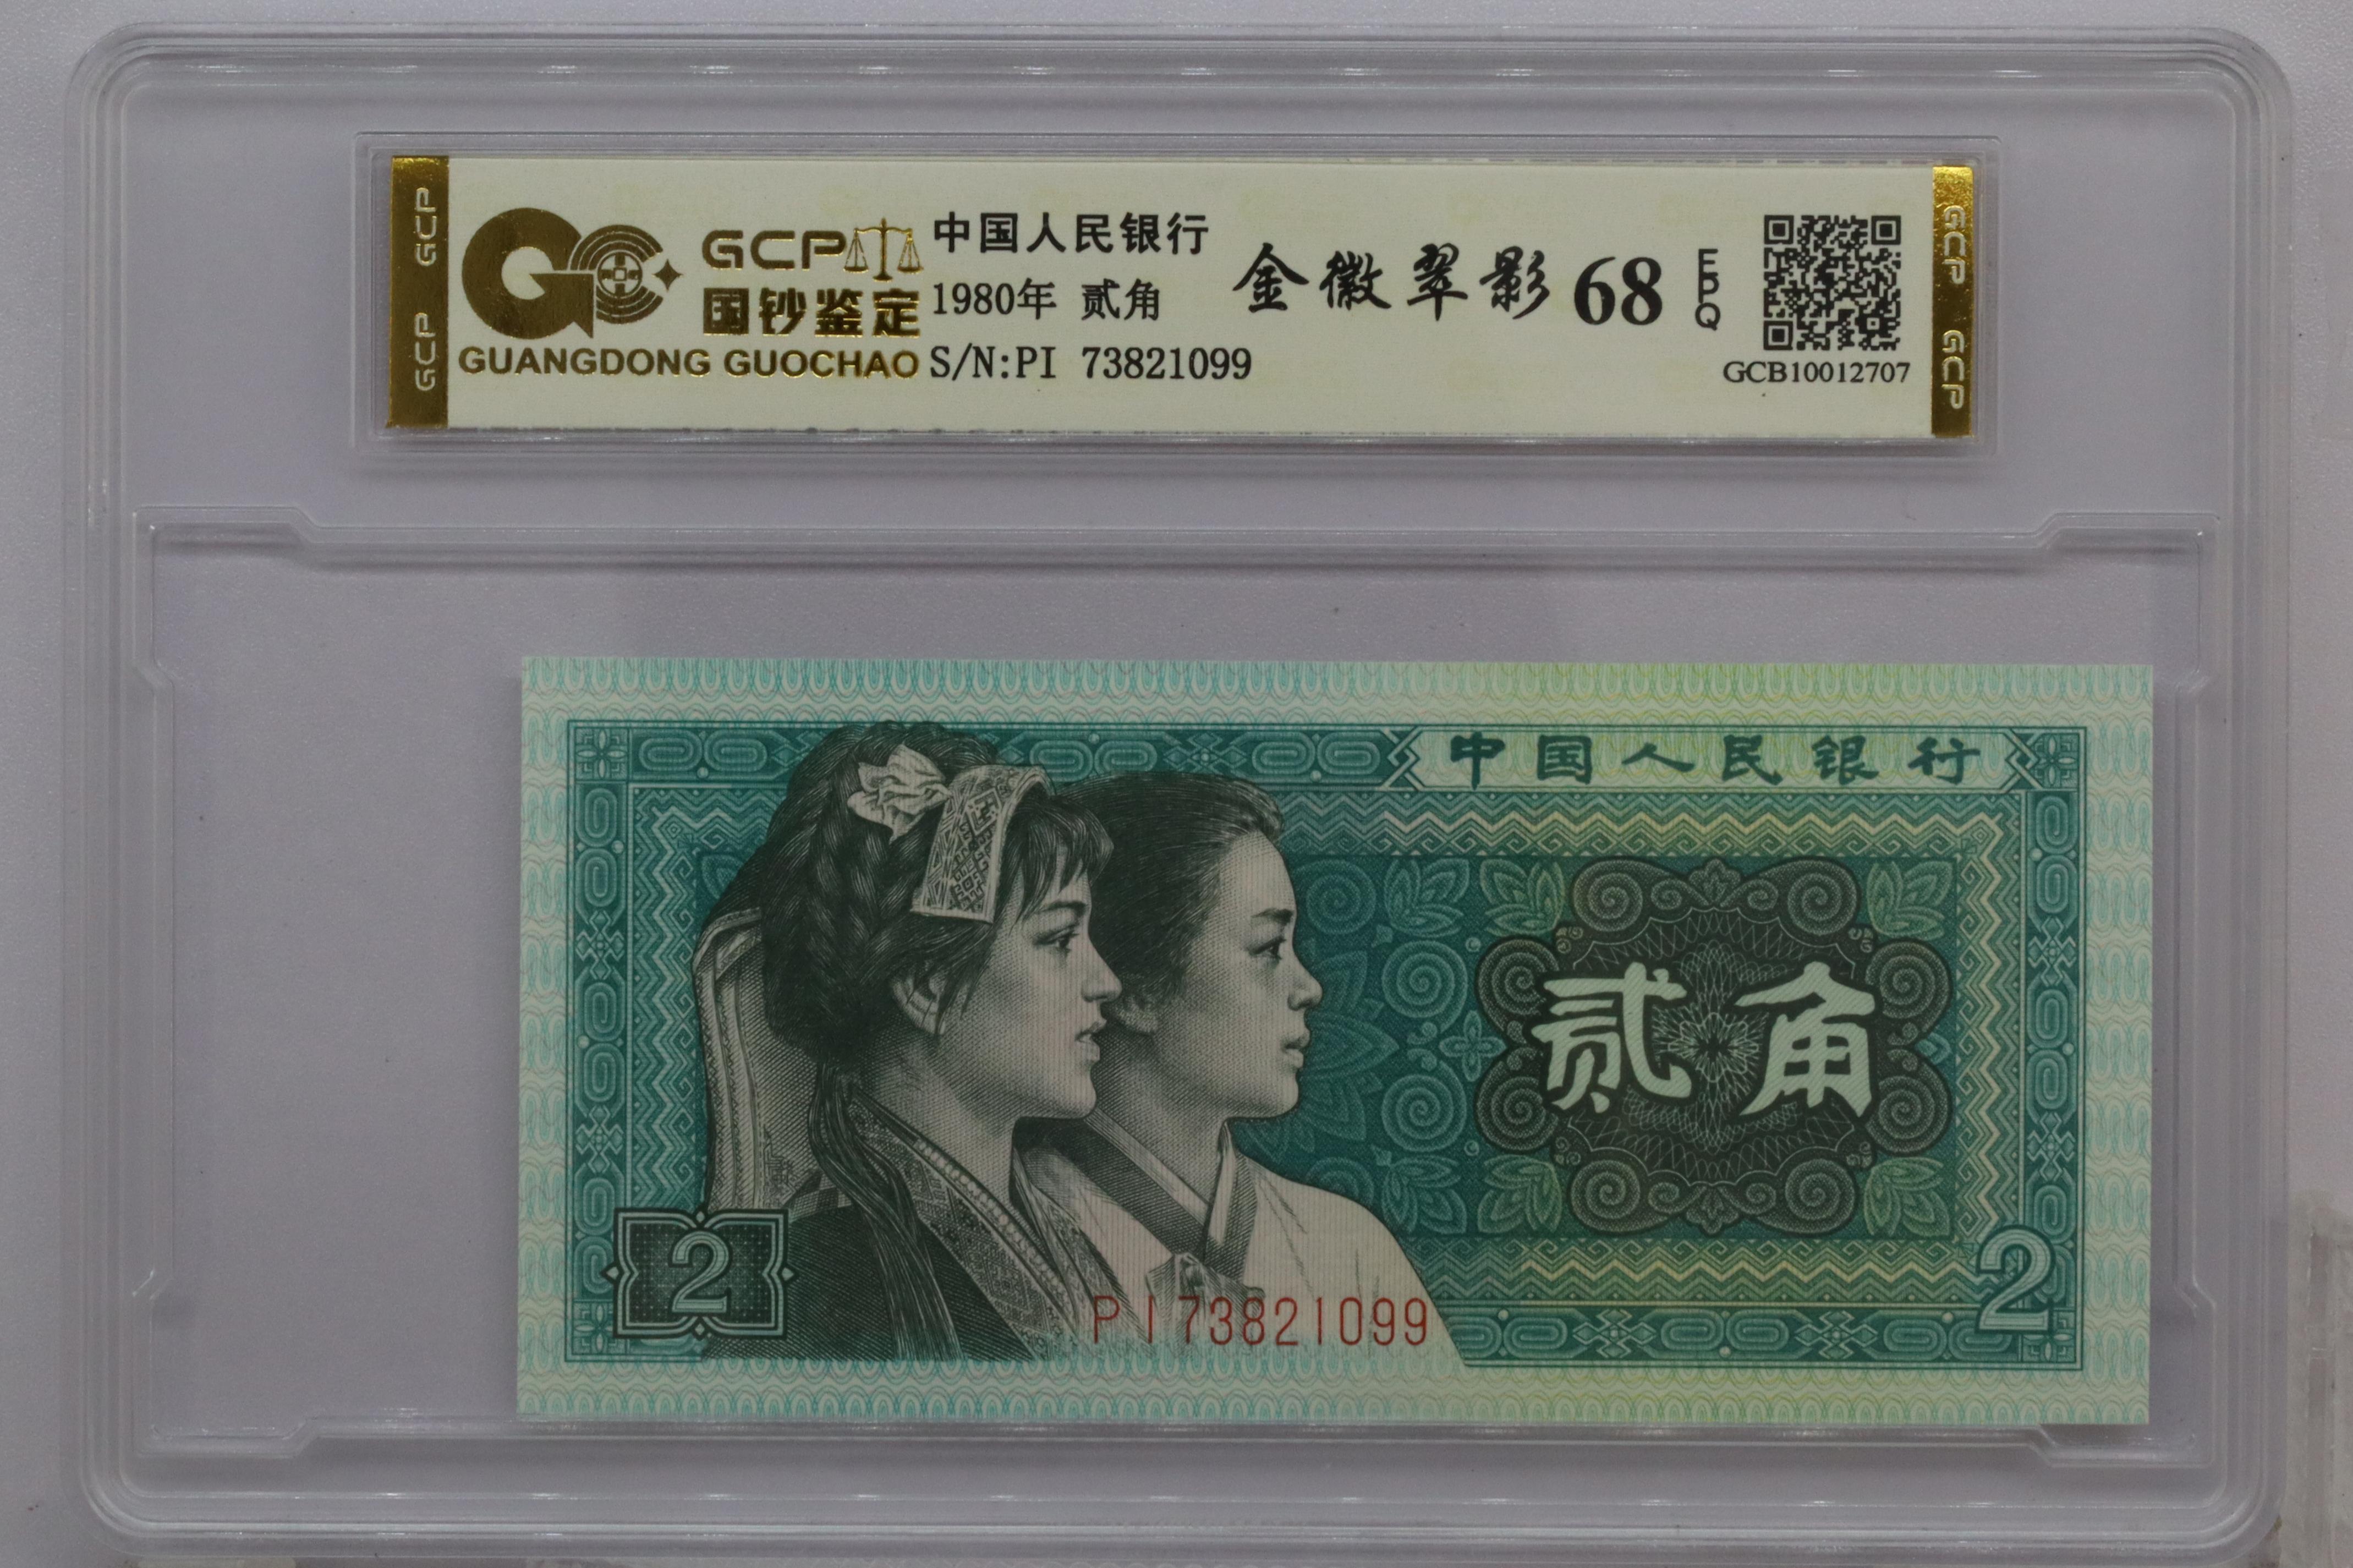 GCP GCP
GCP
国钞鉴定
GUANGDONG GUOCHAO
中国人民银行
1980年 贰角
S/N:PI 73821099
金徽翠影 68 EPQ
GCB10012707
GCP GCP
中国人民银行
贰角
2
PI73821099
2